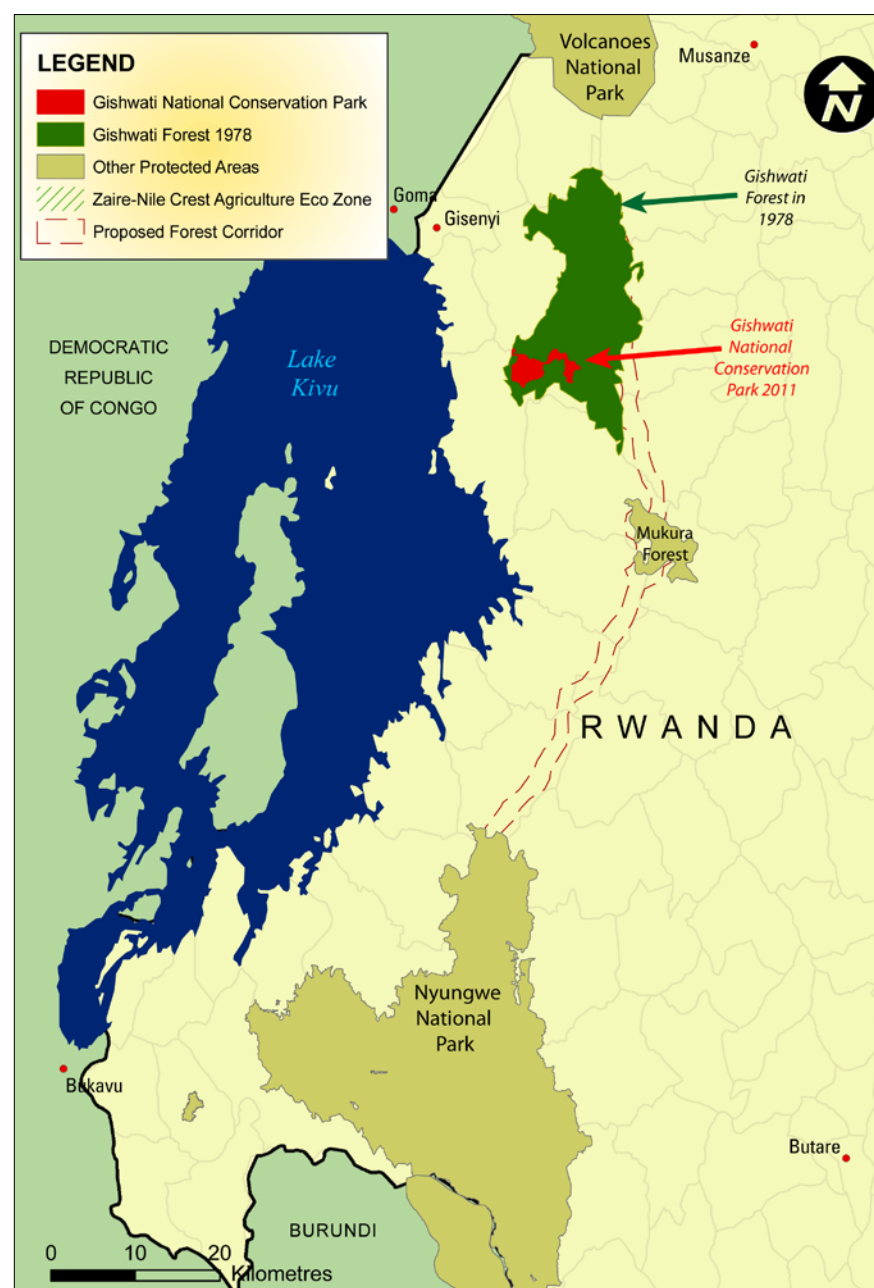 LEGEND
Gishwati National Conservation Park
Gishwati Forest 1978
Other Protected Areas
Zaire-Nile Crest Agriculture Eco Zone
Proposed Forest Corridor
Volcanoes
National
Park
Musanze
N
Goma
Gisenyi
Gishwati
Forest in
1978
Gishwati
National
Conservation
Park 2011
DEMOCRATIC
REPUBLIC
OF CONGO
Lake
Kivu
Mukura
Forest
RWANDA
Nyungwe
National
Park
Bukavu
Butare
BURUNDI
0 10 20
Kilometres